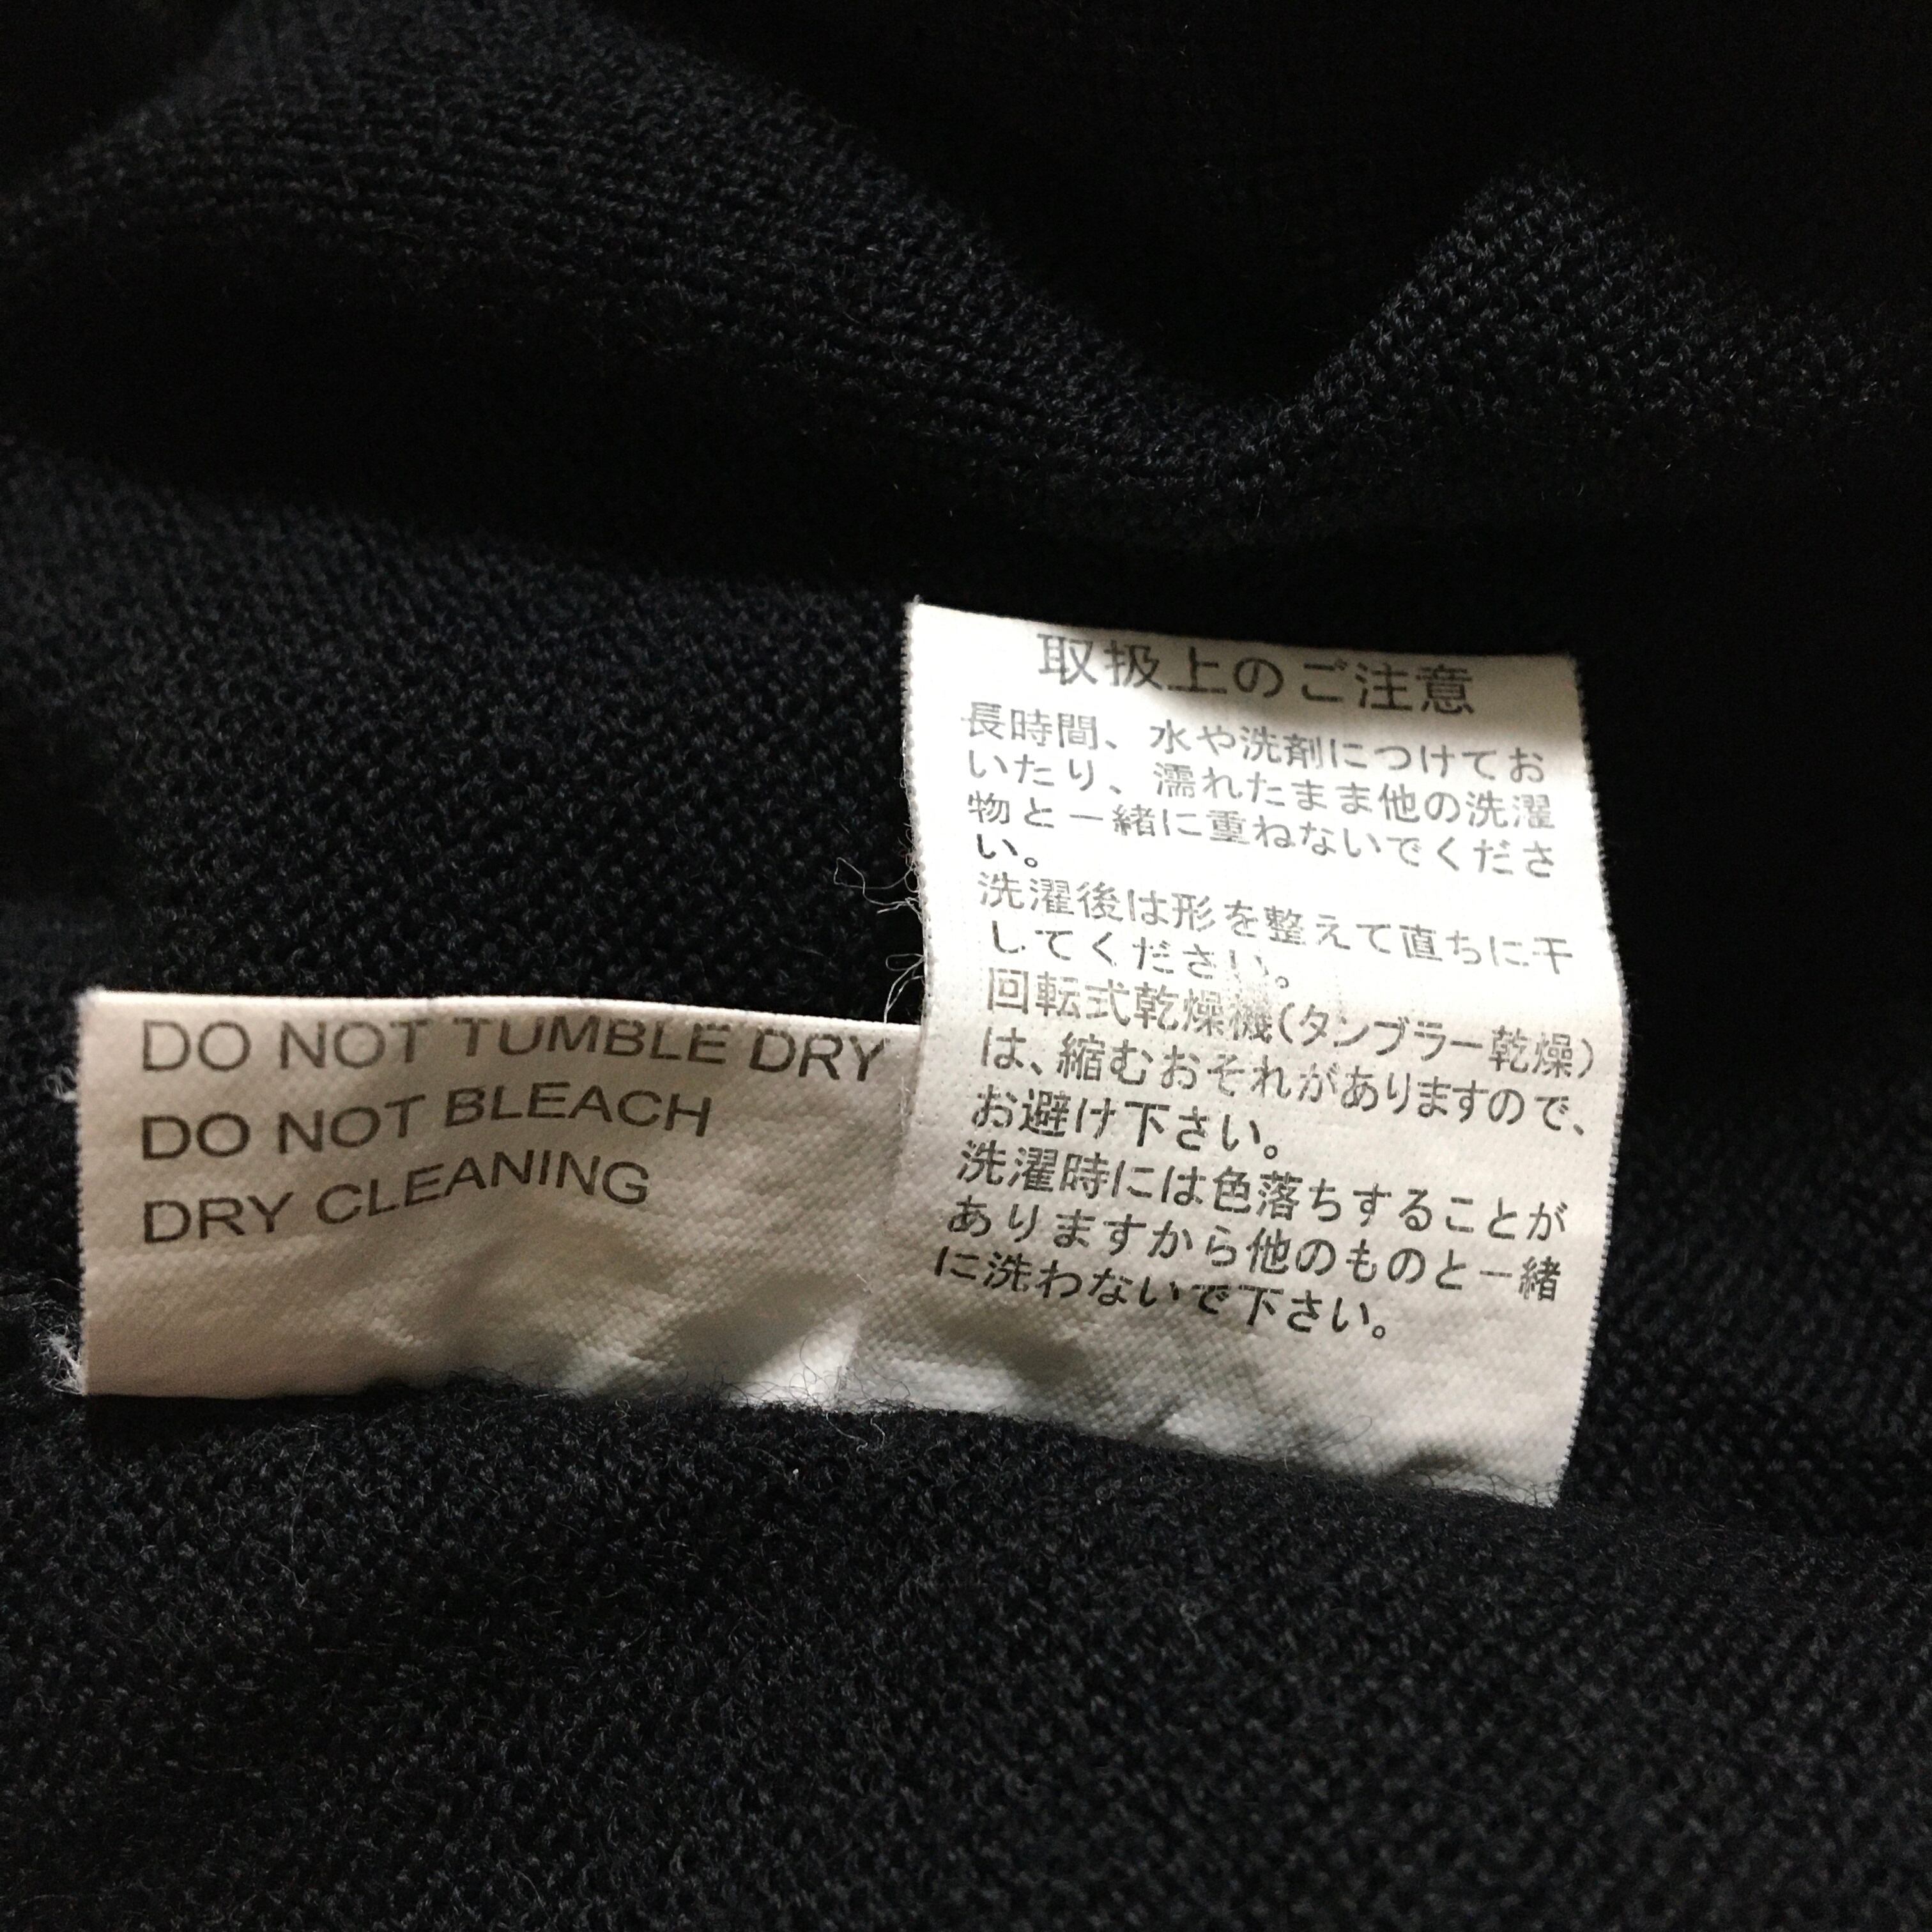 DO NOT TUMBLE DRY
DO NOT BLEACH
DRY CLEANING
取扱上のご注意
長時間、水や洗剤につけてお
いたり、濡れたまま他の洗濯
物と一緒に重ねないでくださ
い。
洗濯後は形を整えて直ちに干
してください。
回転式乾燥機(タンブラー乾燥)
は、縮むおそれがありますので、
お避け下さい。
洗濯時には色落ちすることが
ありますから他のものと一緒
に洗わないで下さい。